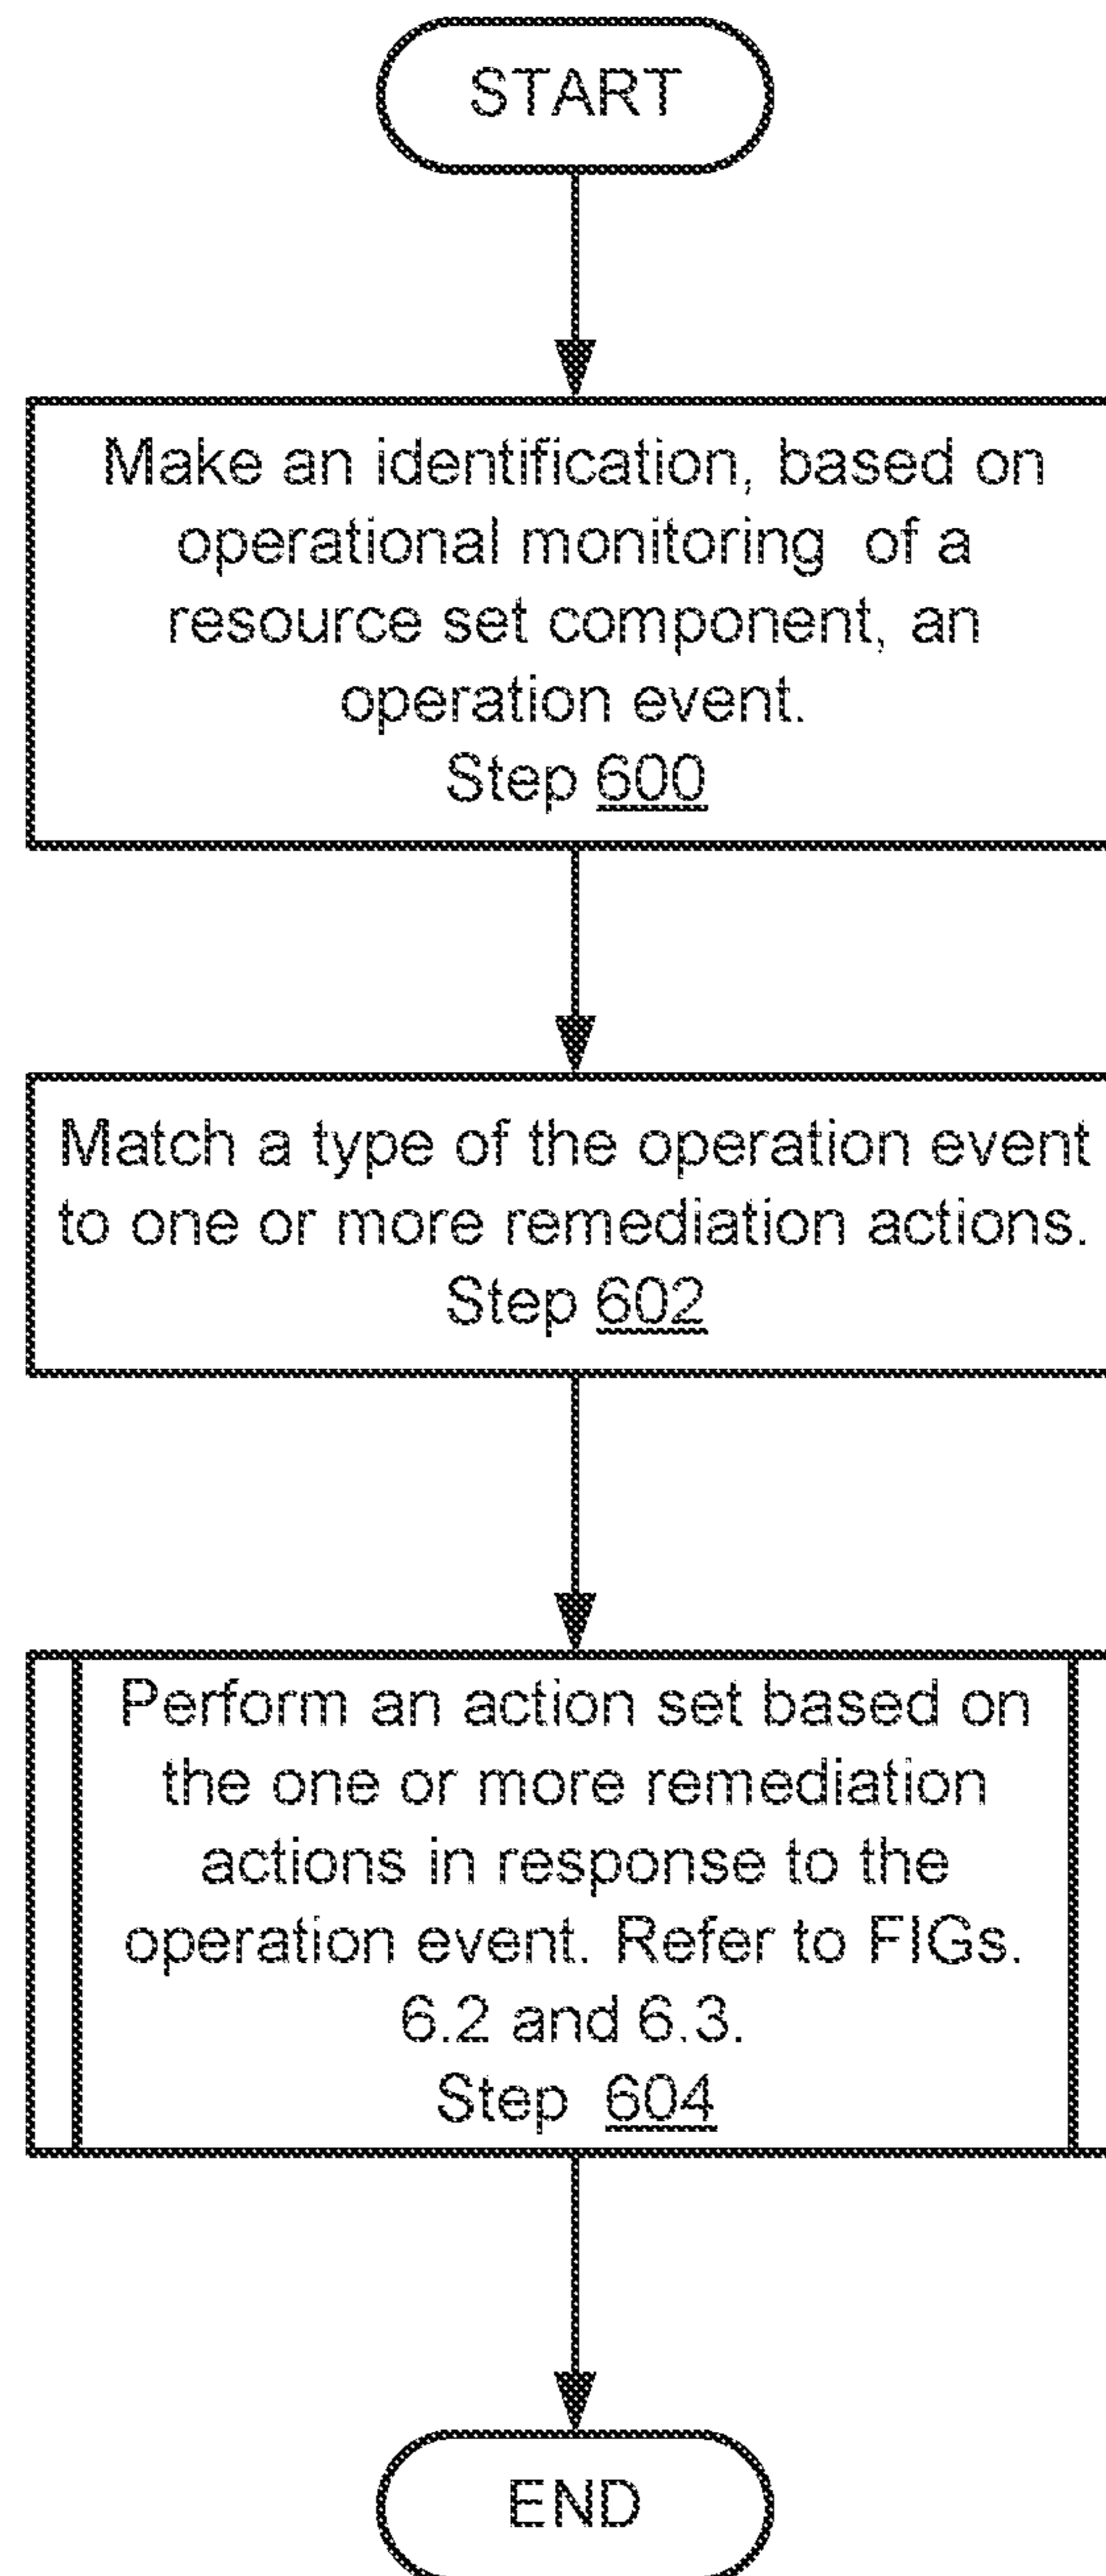 START
Make an identification, based on
operational monitoring of a
resource set component, an
operation event.
Step 600
Match a type of the operation event
to one or more remediation actions.
Step 602
Perform an action set based on
the one or more remediation
actions in response to the
operation event. Refer to FIGs.
6.2 and 6.3.
Step 604
END